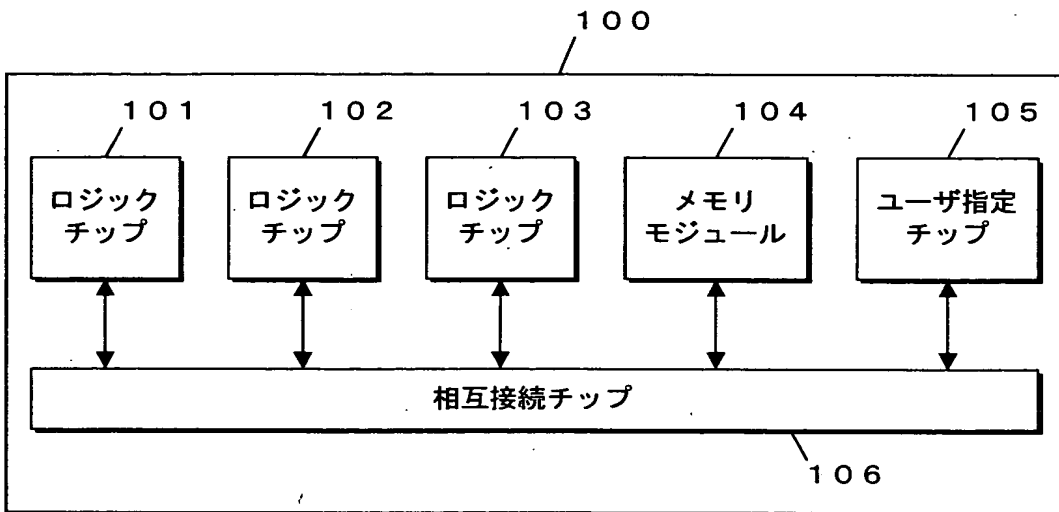 １００
１０１ １０２ １０３ １０４ １０５
ロジック
チップ
ロジック
チップ
ロジック
チップ
メモリ
モジュール
ユーザ指定
チップ
相互接続チップ
１０６